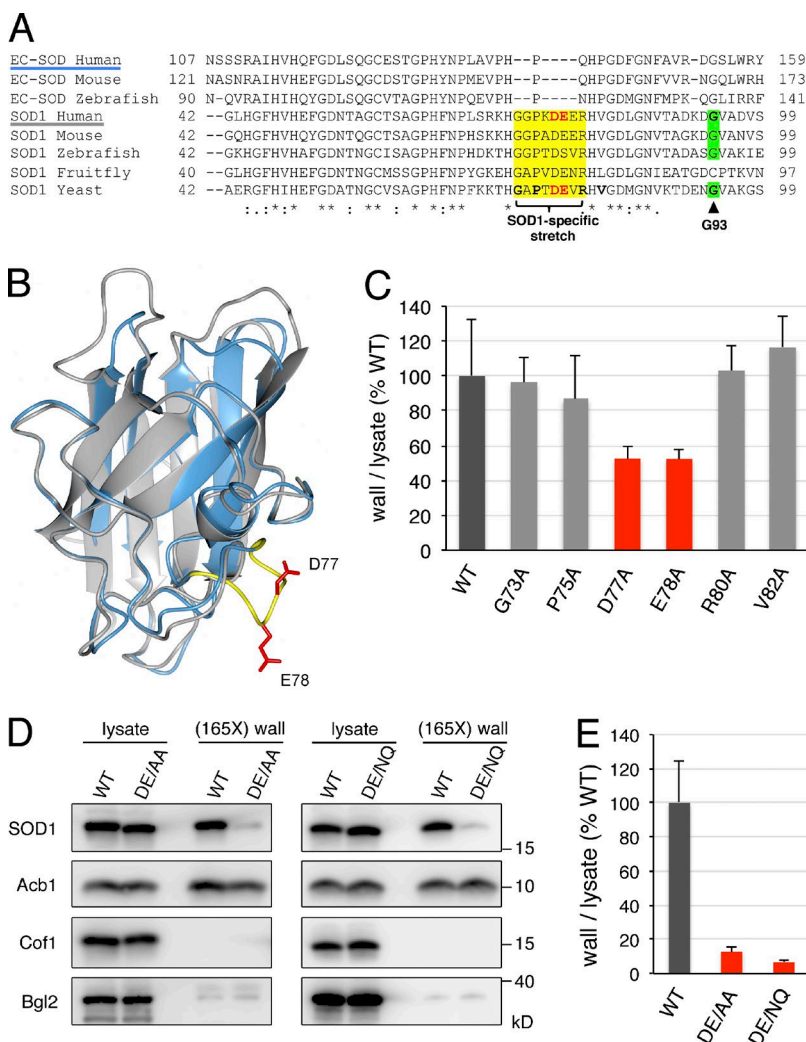 A
EC-SOD Human 107 NSSSRAIHVHQFGDLSQGCESTGPHYNPLAVPH--P----QHPGDFGNFAVR-DGSLWRY 159
EC-SOD Mouse 121 NASNRAIHVHEFGDLSQGCDSTGPHYNPMEVPH--P----QHPGDFGNFVVR-NGQLWRH 173
EC-SOD Zebrafish 90 N-QVRAIHIHQYGDLSQGCVTAGPHYNPQEVPH--P----NHPGDMGNFMPK-QGLIRRF 141
SOD1 Human 42 --GLHGFHVHEFGDNTAGCTSAGPHFNPLSRKHGGPKDEERHVGDLGNVTADKDGVADVS 99
SOD1 Mouse 42 --GQHGFHVHQYGDNTQGCTSAGPHFNPHSKKHGGPADEERHVGDLGNVTAGKDGVANVS 99
SOD1 Zebrafish 42 --GKHGFHVHAFGDNTNGCISAGPHFNPHDKTHGGPTDSVRHVGDLGNVTADASGVAKIE 99
SOD1 Fruitfly 42 --GLHGFHVHEFGDNTNGCMSSGPHFNPYGKEHGAPVDENRHLGDLGNIEATGDCPTKVN 97
SOD1 Yeast 42 --AERGFHIHEFGDATNGCVSAGPHFNPFKKTHGAPTDEVRHVGDMGNVKTDENGVAKGS 99
SOD1-specific
stretch
G93
B
D77
E78
C
wall / lysate (% WT)
140
120
100
80
60
40
20
0
WT
G73A
P75A
D77A
E78A
R80A
V82A
D
lysate (165X) wall lysate (165X) wall
WT DE/AA WT DE/AA WT DE/NQ WT DE/NQ
SOD1
15
Acb1 10
Cof1 15
40
Bgl2
kD
E
wall / lysate (% WT)
140
120
100
80
60
40
20
0
WT
DE/AA
DE/NQ